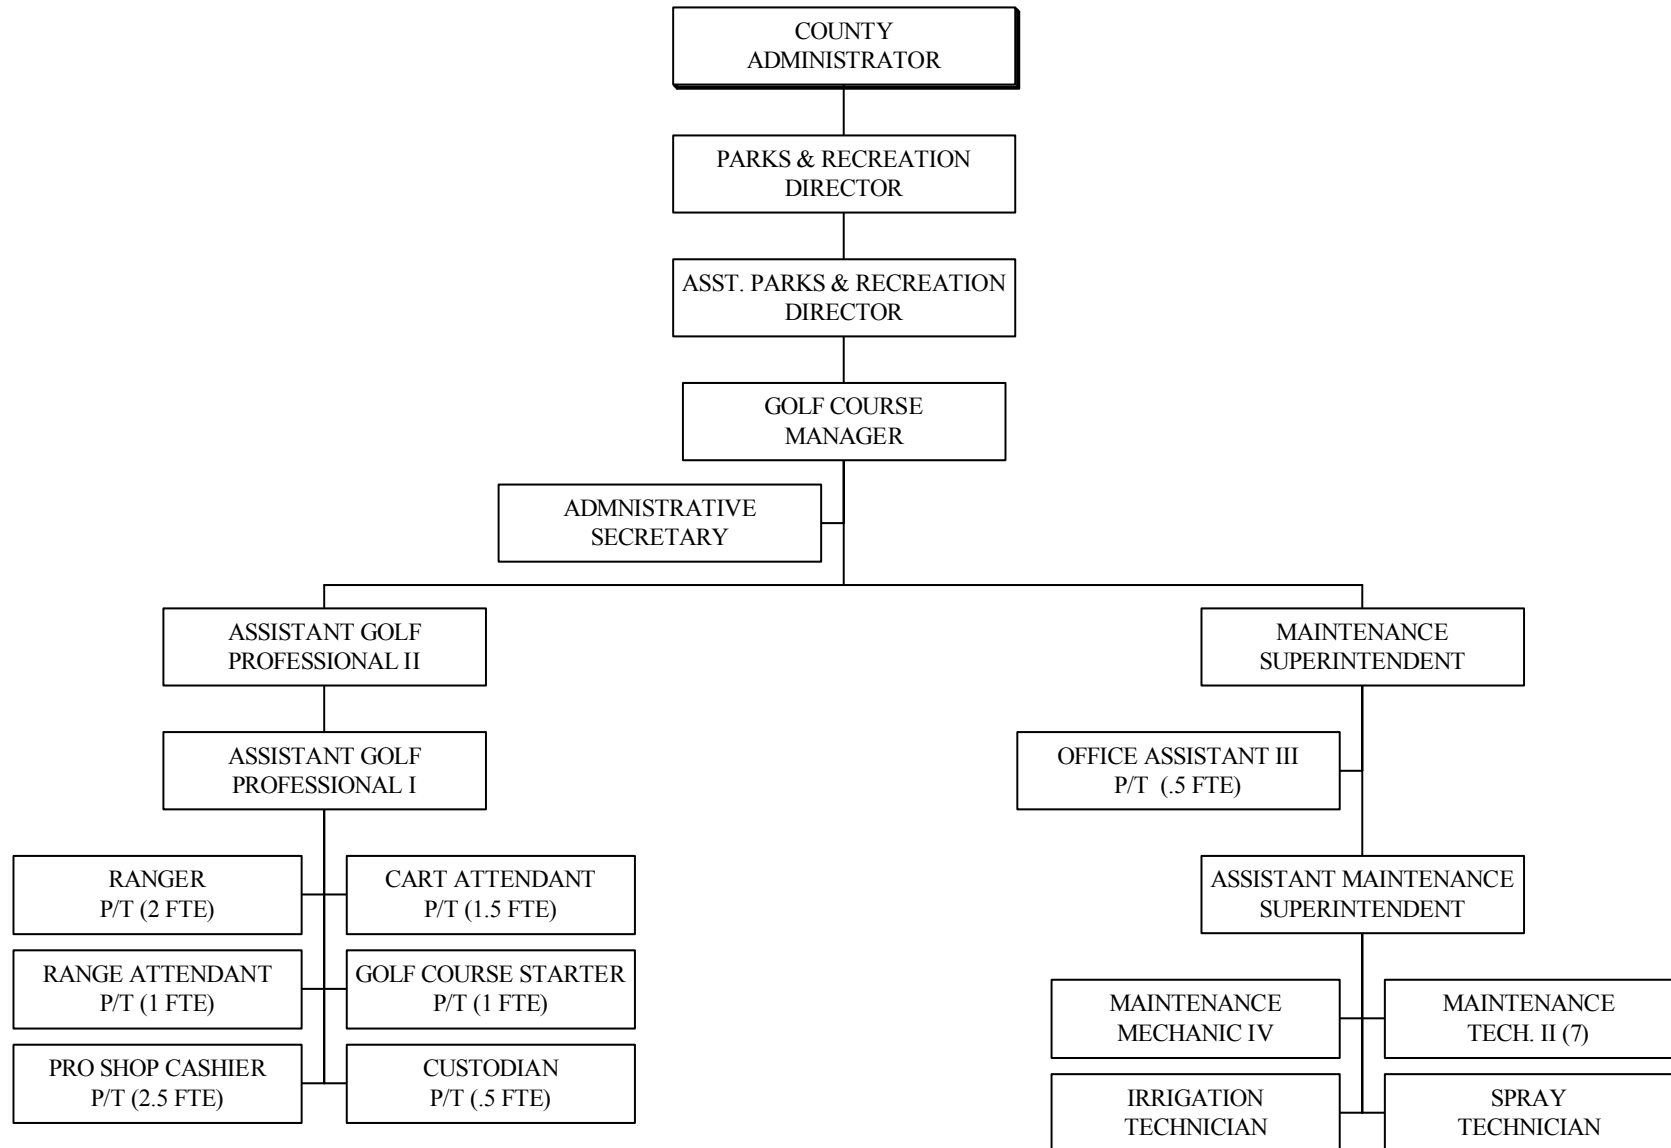 COUNTY
ADMINISTRATOR
PARKS & RECREATION
DIRECTOR
ASST. PARKS & RECREATION
DIRECTOR
GOLF COURSE
MANAGER
ADMNISTRATIVE
SECRETARY
ASSISTANT GOLF
PROFESSIONAL II
MAINTENANCE
SUPERINTENDENT
ASSISTANT GOLF
PROFESSIONAL I
OFFICE ASSISTANT III
P/T (.5 FTE)
RANGER
P/T (2 FTE)
CART ATTENDANT
P/T (1.5 FTE)
ASSISTANT MAINTENANCE
SUPERINTENDENT
RANGE ATTENDANT
P/T (1 FTE)
GOLF COURSE STARTER
P/T (1 FTE)
MAINTENANCE
MECHANIC IV
MAINTENANCE
TECH. II (7)
PRO SHOP CASHIER
P/T (2.5 FTE)
CUSTODIAN
P/T (.5 FTE)
IRRIGATION
TECHNICIAN
SPRAY
TECHNICIAN